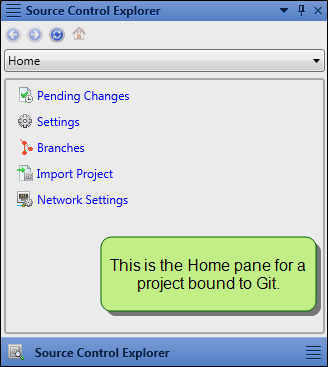 Source Control Explorer
Home
Pending Changes
Settings
Branches
Import Project
Network Settings
This is the Home pane for a
project bound to Git.
Source Control Explorer